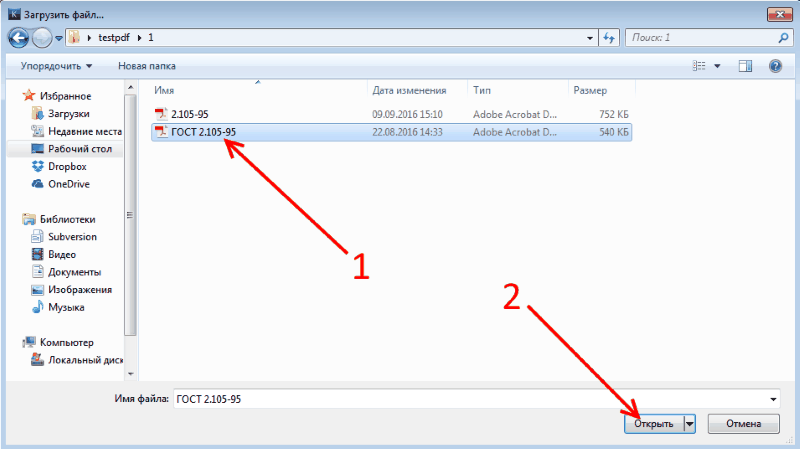 Загрузить файл...
testpdf 1
Поиск: 1
Упорядочить Новая папка
Избранное
Загрузки
Недавние места
Рабочий стол
Dropbox
OneDrive
Библиотеки
Subversion
Видео
Документы
Изображения
Музыка
Компьютер
Локальный диск
Имя Дата изменения Тип Размер
2.105-95 09.09.2016 15:10 Adobe Acrobat D... 752 КБ
ГОСТ 2.105-95 22.08.2016 14:33 Adobe Acrobat D... 540 КБ
1
2
Имя файла: ГОСТ 2.105-95
Открыть Отмена